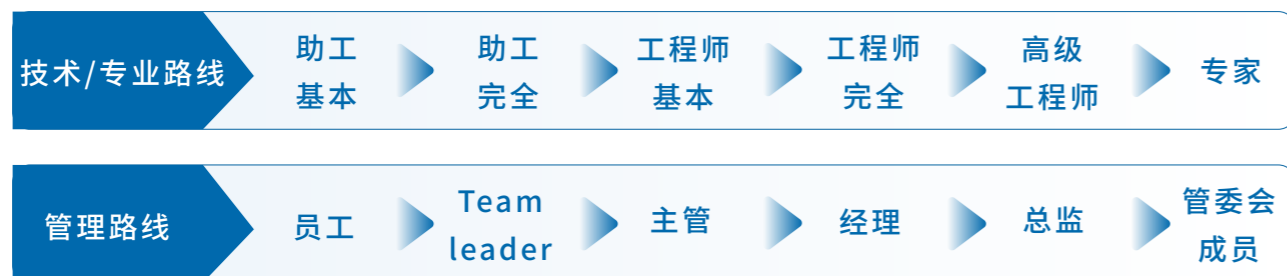 技术/专业路线
助工
基本
助工
完全
工程师
基本
工程师
完全
高级
工程师
专家
管理路线
员工
Team
leader
主管
经理
总监
管委会
成员